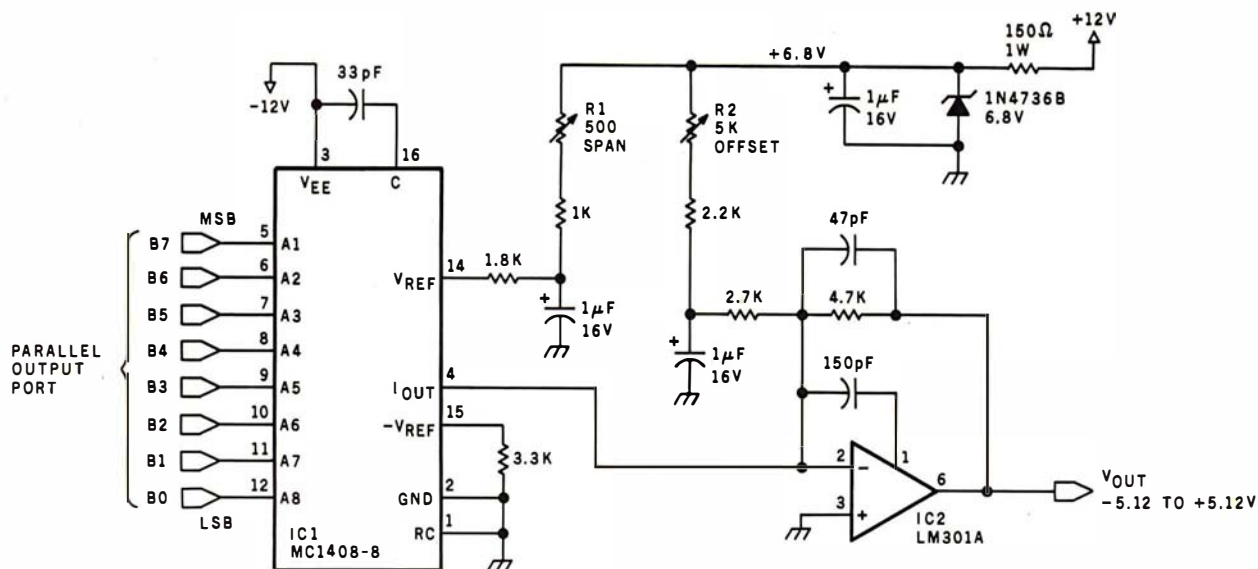 33pF
-12V
3
16
VEE
C
MSB
B7
5
A1
B6
6
A2
B5
7
A3
B4
8
A4
B3
9
A5
B2
10
A6
B1
11
A7
B0
12
A8
LSB
PARALLEL
OUTPUT
PORT
IC1
MC1408-8
VREF
14
1.8K
IOUT
4
-VREF
15
3.3K
GND
2
RC
1
R1
500
SPAN
1K
+
1µF
16V
+6.8V
R2
5K
OFFSET
2.2K
+
1µF
16V
+
1µF
16V
1N4736B
6.8V
150Ω
1W
+12V
2.7K
47pF
4.7K
150pF
2
-
1
3
+
6
IC2
LM301A
VOUT
-5.12 TO +5.12V